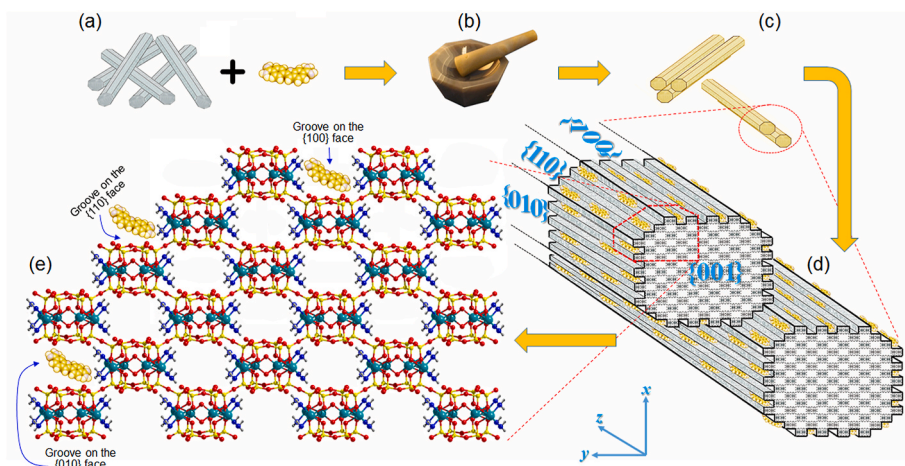 (a)
(b)
(c)
+
Groove on the
{100} face
Groove on the
{110} face
{100}
{110}
{010}
{001}
(e)
(d)
x
z
y
Groove on the
{010} face